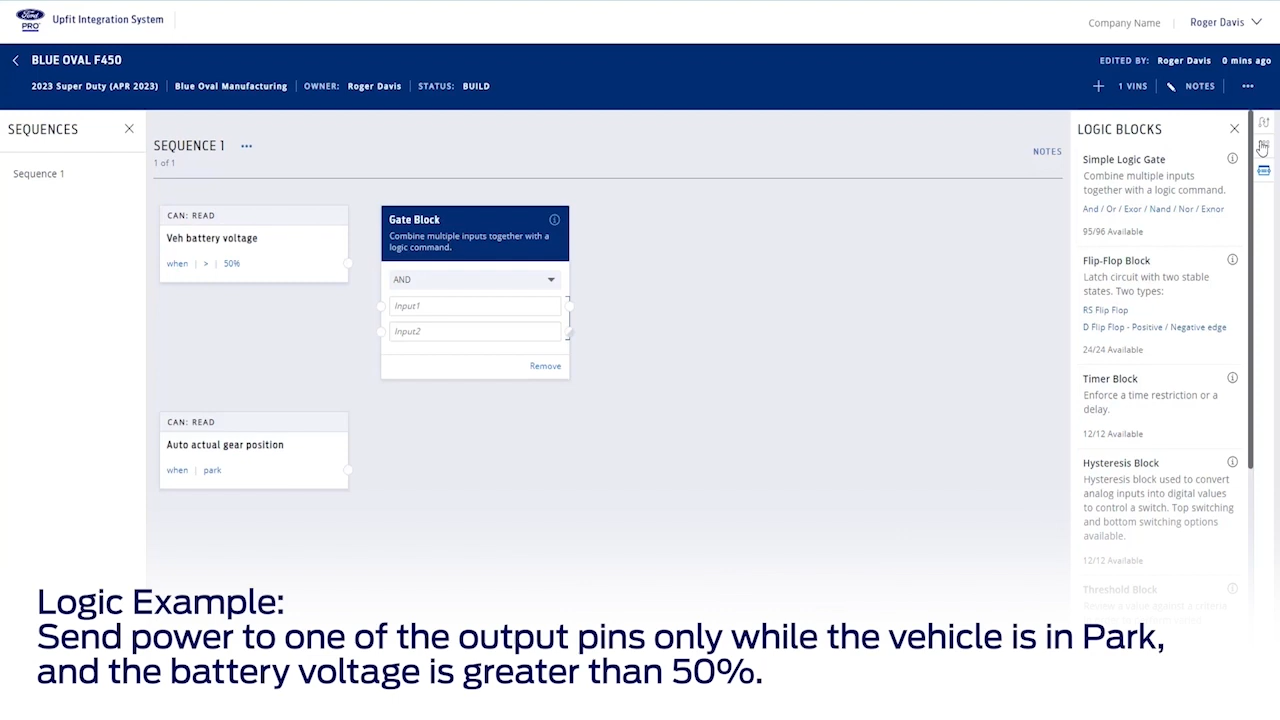 Ford
PRO
Upfit Integration System
Company Name
Roger Davis
BLUE OVAL F450
EDITED BY: Roger Davis 0 mins ago
2023 Super Duty (APR 2023) Blue Oval Manufacturing OWNER: Roger Davis STATUS: BUILD
1 VINS NOTES
SEQUENCES
Sequence 1
SEQUENCE 1
1 of 1
NOTES
CAN: READ
Veh battery voltage
when > 50%
Gate Block
Combine multiple inputs together with a
logic command.
AND
Input1
Input2
Remove
CAN: READ
Auto actual gear position
when park
LOGIC BLOCKS
Simple Logic Gate
Combine multiple inputs
together with a logic command.
And / Or / Exor / Nand / Nor / Exnor
95/96 Available
Flip-Flop Block
Latch circuit with two stable
states. Two types:
RS Flip Flop
D Flip Flop - Positive / Negative edge
24/24 Available
Timer Block
Enforce a time restriction or a
delay.
12/12 Available
Hysteresis Block
Hysteresis block used to convert
analog inputs into digital values
to control a switch. Top switching
and bottom switching options
available.
12/12 Available
Threshold Block
Review a value against a criteria
Logic Example:
Send power to one of the output pins only while the vehicle is in Park,
and the battery voltage is greater than 50%.